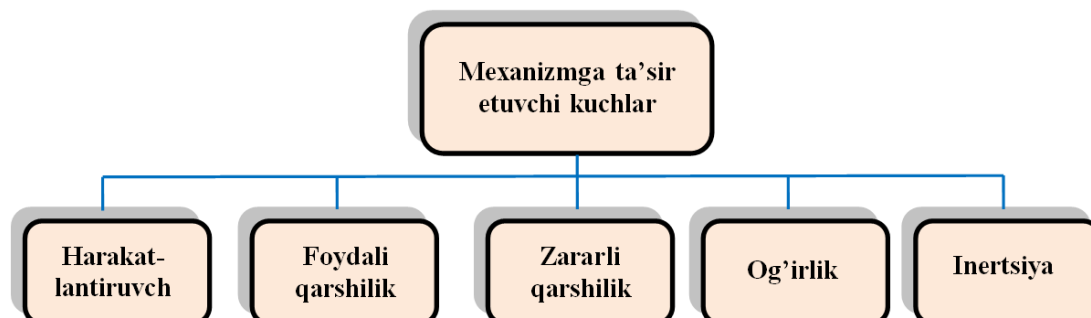 Mexanizmga ta’sir
etuvchi kuchlar
Harakat-
lantiruvch
Foydali
qarshilik
Zararli
qarshilik
Og’irlik
Inertsiya